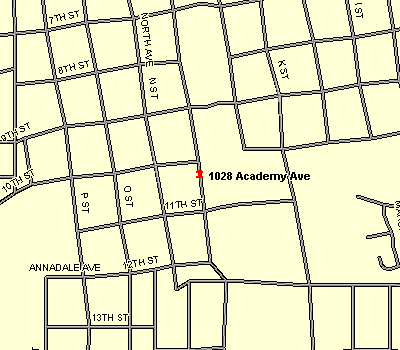 7TH ST
NORTH AVE
N ST
I ST
8TH ST
K ST
9TH ST
10TH ST
1028 Academy Ave
P ST
O ST
11TH ST
12TH ST
ANNADALE AVE
13TH ST